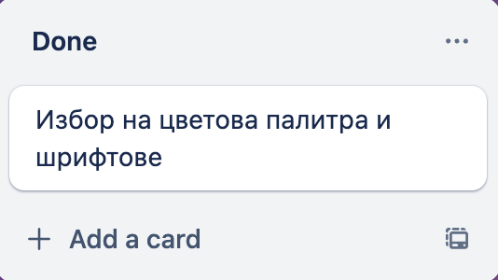 Done
Избор на цветова палитра и
шрифтове
Add a card